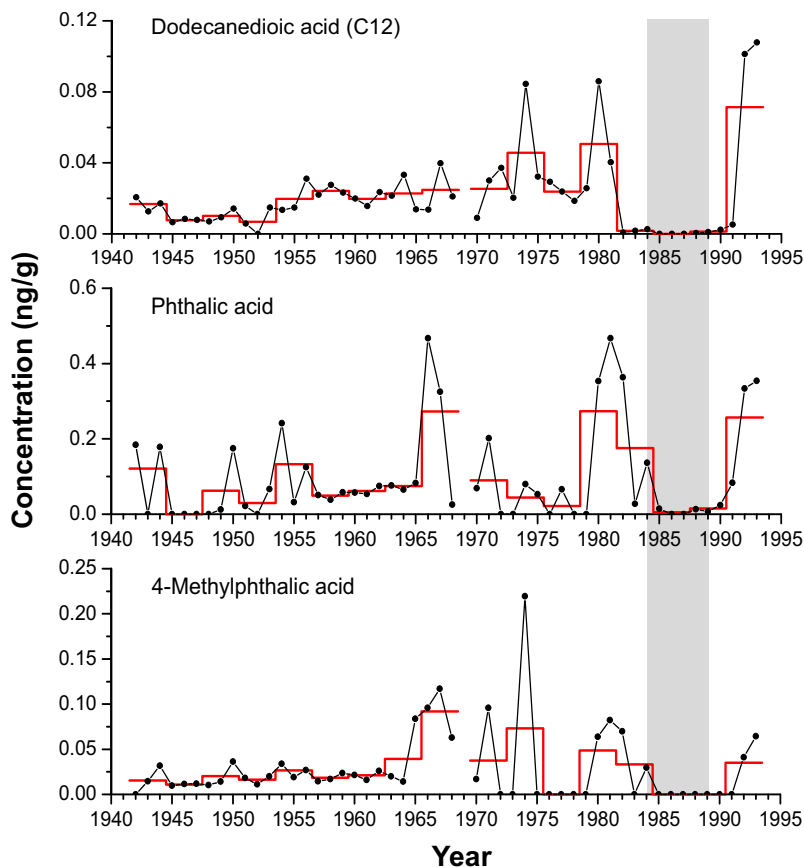 Dodecanedioic acid (C12)
0.12
0.08
0.04
0.00
1940 1945 1950 1955 1960 1965 1970 1975 1980 1985 1990 1995
Phthalic acid
0.6
0.4
0.2
0.0
1940 1945 1950 1955 1960 1965 1970 1975 1980 1985 1990 1995
4-Methylphthalic acid
0.25
0.20
0.15
0.10
0.05
0.00
1940 1945 1950 1955 1960 1965 1970 1975 1980 1985 1990 1995
Concentration (ng/g)
Year